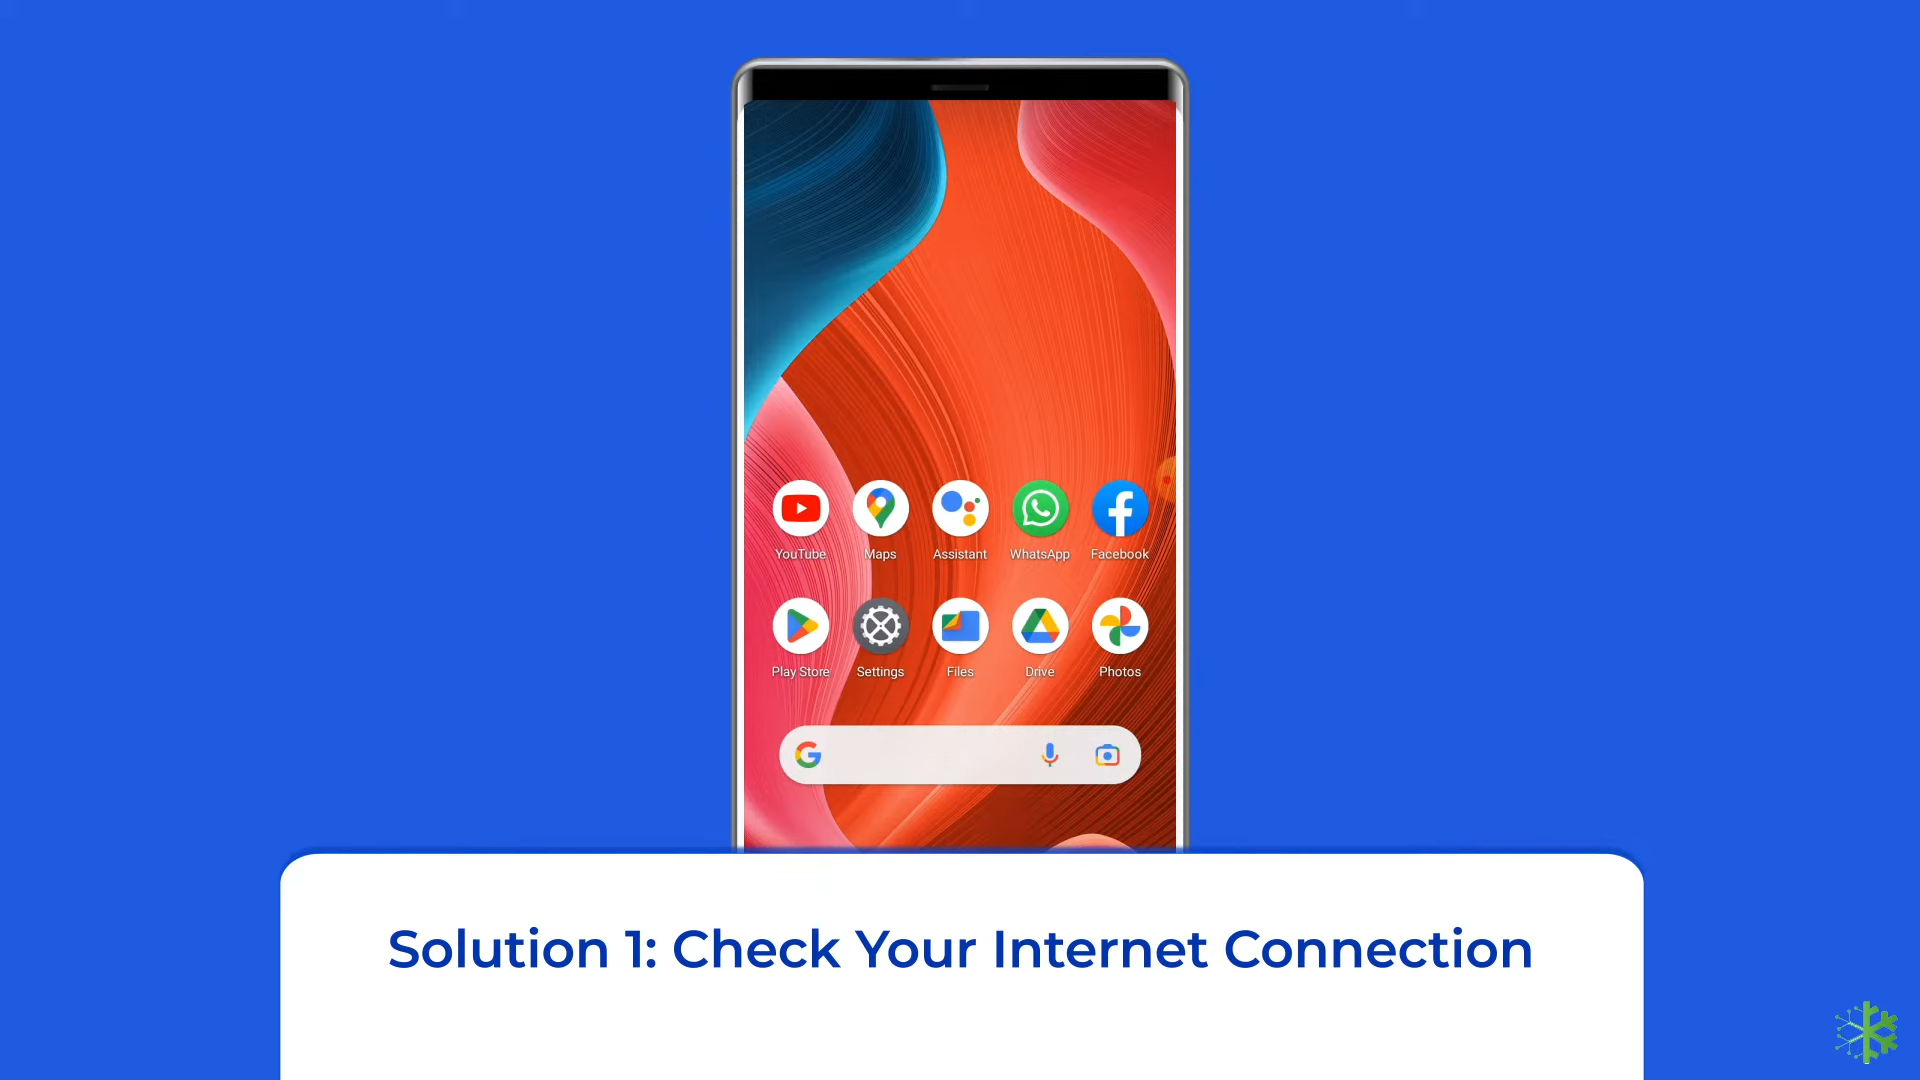 YouTube Maps Assistant WhatsApp Facebook
Play Store Settings Files Drive Photos
Solution 1: Check Your Internet Connection